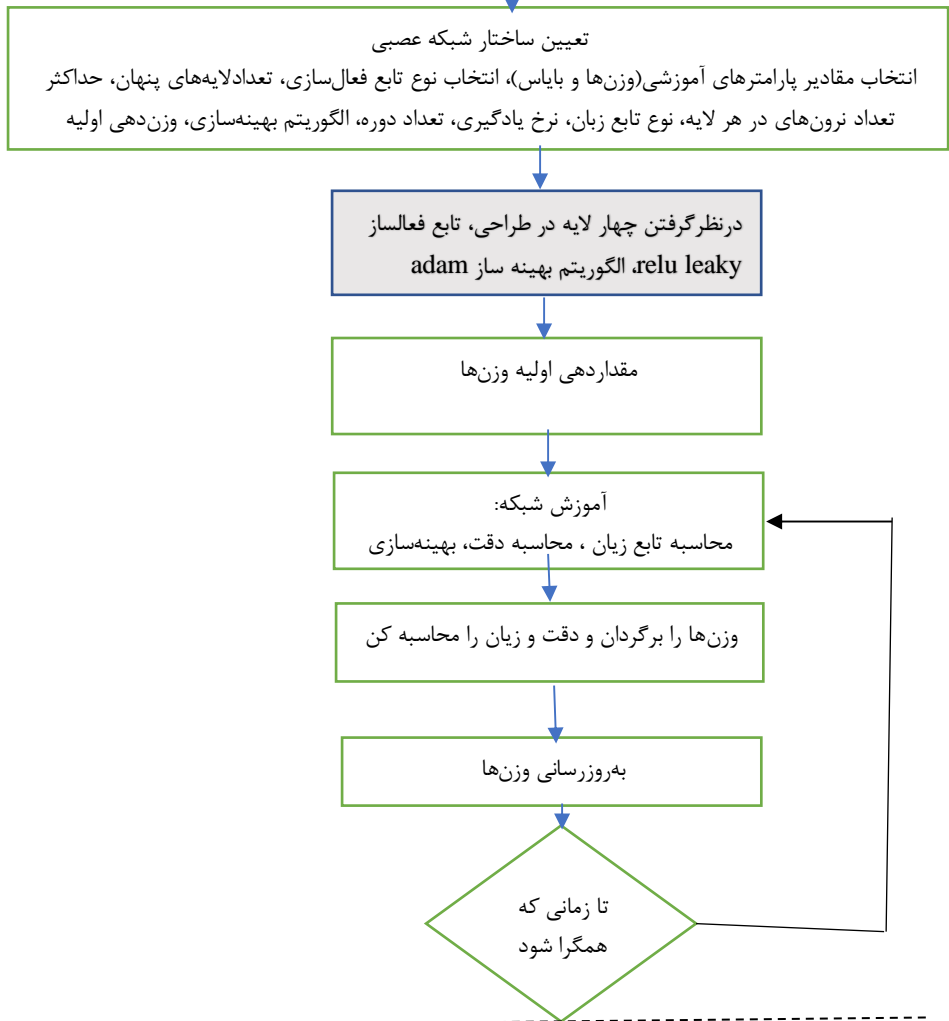 تعیین ساختار شبکه عصبی
انتخاب مقادیر پارامترهای آموزشی(وزن‌ها و بایاس)، انتخاب نوع تابع فعال‌سازی، تعدادلایه‌های پنهان، حداکثر
تعداد نرون‌های در هر لایه، نوع تابع زبان، نرخ یادگیری، تعداد دوره، الگوریتم بهینه‌سازی، وزن‌دهی اولیه
درنظرگرفتن چهار لایه در طراحی، تابع فعالساز
relu leaky، الگوریتم بهینه ساز adam
مقداردهی اولیه وزن‌ها
آموزش شبکه:
محاسبه تابع زیان ، محاسبه دقت، بهینه‌سازی
وزن‌ها را برگردان و دقت و زیان را محاسبه کن
به‌روزرسانی وزن‌ها
تا زمانی که
همگرا شود